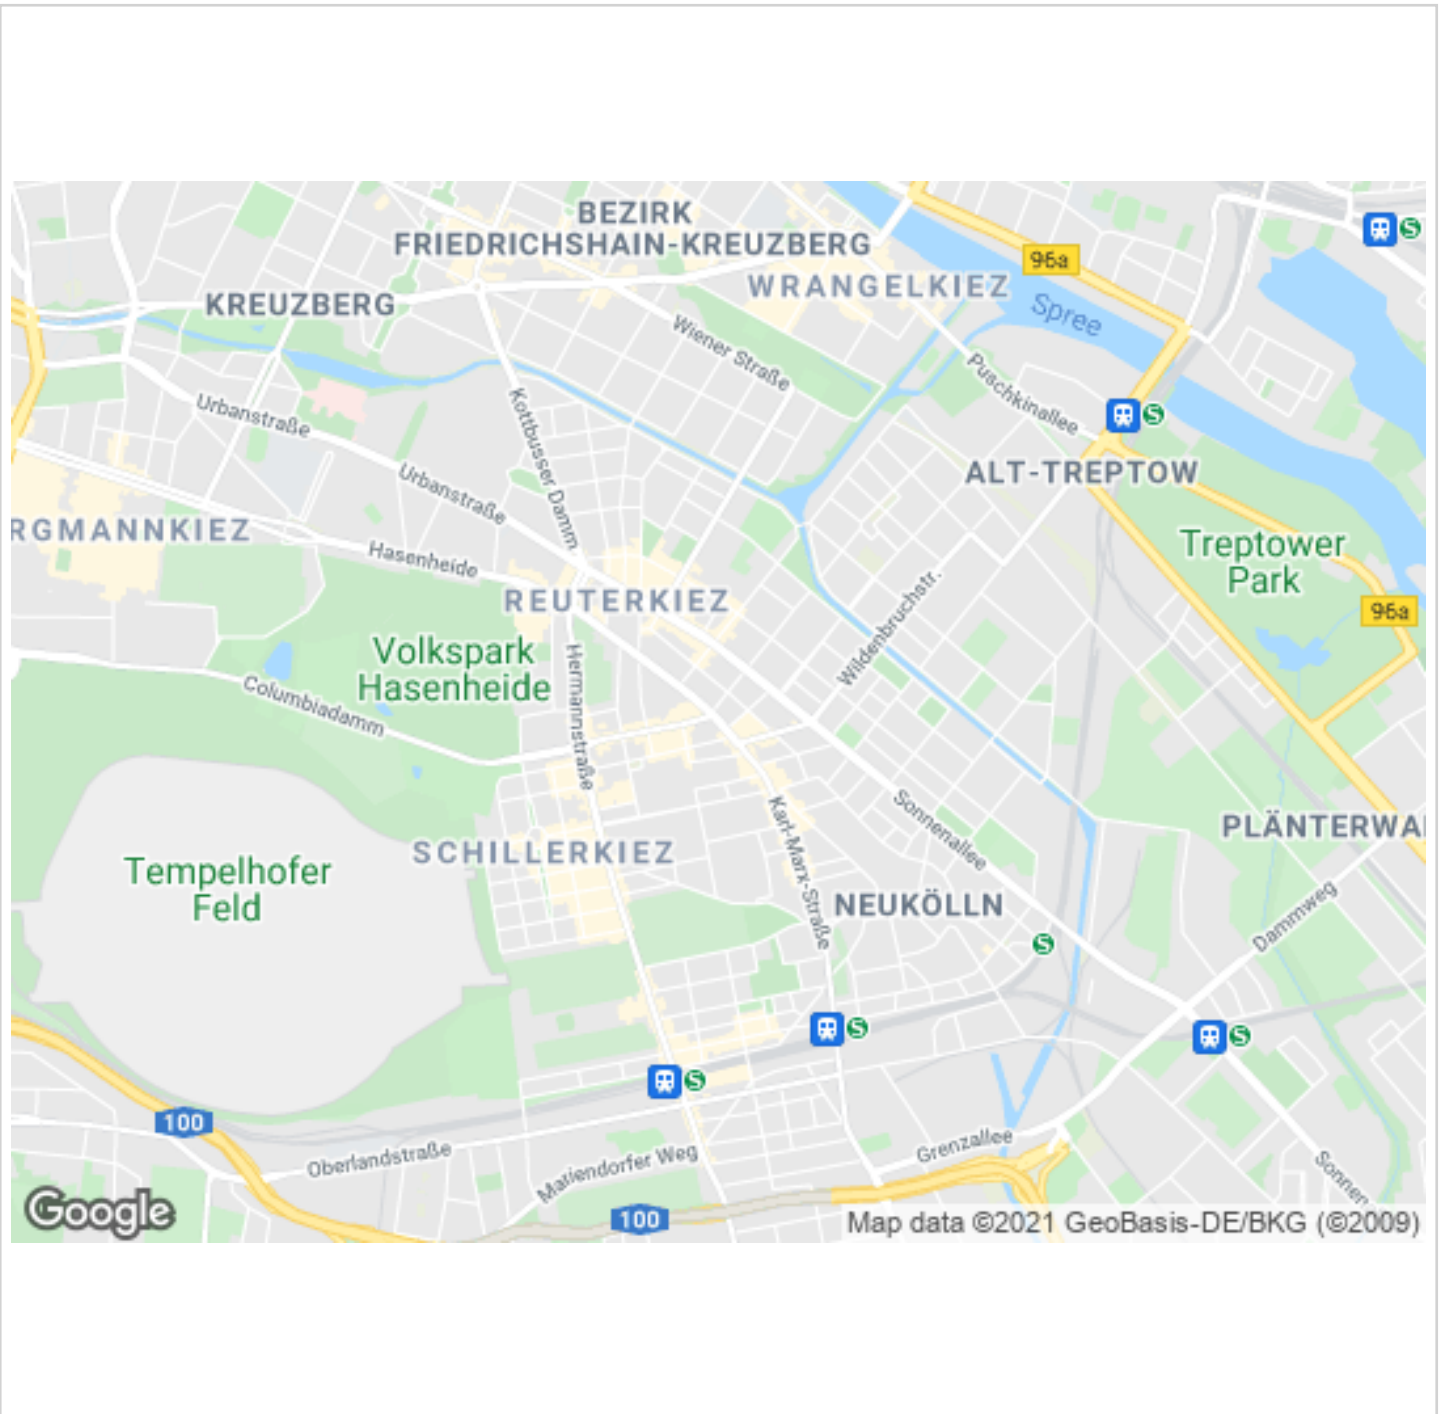 BEZIRK
FRIEDRICHSHAIN-KREUZBERG
S
96a
WRANGELKIEZ
KREUZBERG
Spree
Wiener Straße
Puschkinallee
Urbanstraße
Kottbusser Damm
S
Urbanstraße
ALT-TREPTOW
RGMANNKIEZ
Hasenheide
Treptower
Park
REUTERKIEZ
Wildenbruchstr.
96a
Volkspark
Hasenheide
Hermannstraße
Columbiadamm
Sonnenallee
PLÄNTERWA
Karl-Marx-Straße
SCHILLERKIEZ
Tempelhofer
Feld
NEUKÖLLN
Dammweg
S
S
S
S
100
Oberlandstraße
Mariendorfer Weg
Grenzallee
Sonnen
Google
100
Map data ©2021 GeoBasis-DE/BKG (©2009)